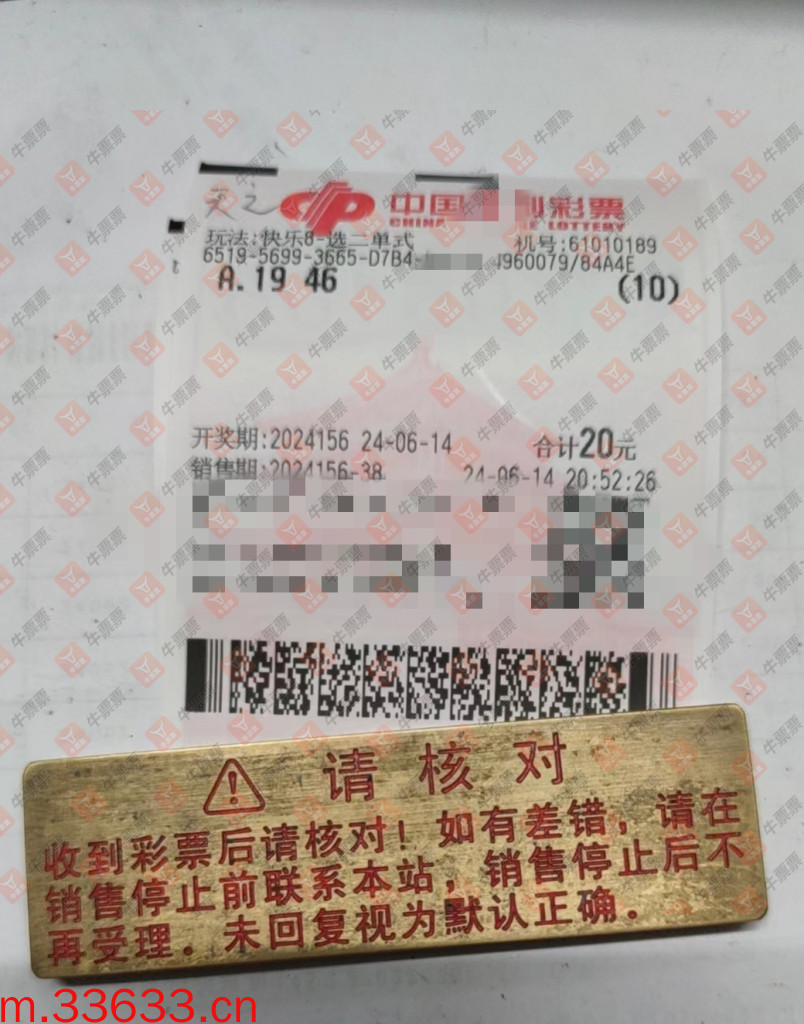 中国 彩票
CHINA LOTTERY
玩法:快乐8-选二单式 机号:61010189
6519-5699-3665-D7B4- 960079/84A4E
A.19 46 (10)
开奖期:2024156 24-06-14 合计20元
销售期:2024156-38 24-06-14 20:52:26
请核对
收到彩票后请核对!如有差错,请在
销售停止前联系本站,销售停止后不
再受理。未回复视为默认正确。
m.33633.cn
牛票票